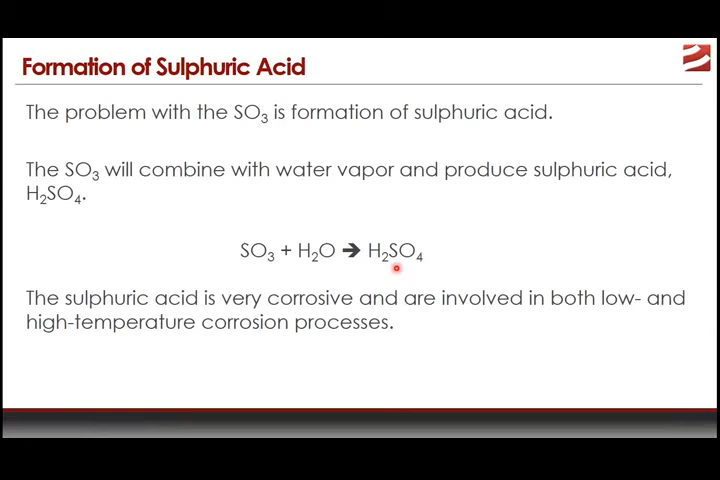 Formation of Sulphuric Acid
The problem with the SO₃ is formation of sulphuric acid.
The SO₃ will combine with water vapor and produce sulphuric acid,
H₂SO₄.
SO₃ + H₂O ➔ H₂SO₄
The sulphuric acid is very corrosive and are involved in both low- and
high-temperature corrosion processes.